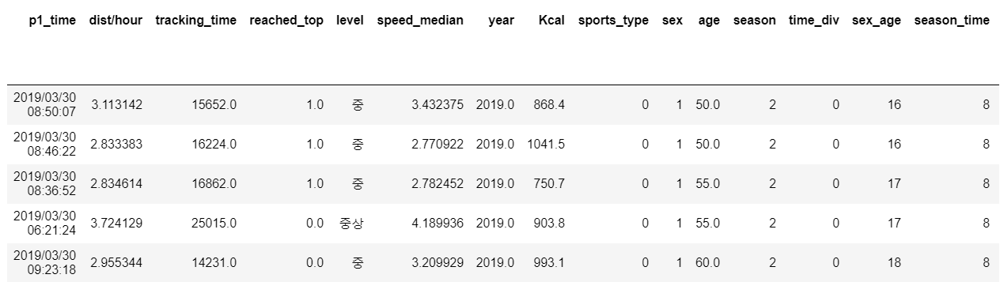 p1_time dist/hour tracking_time reached_top level speed_median year Kcal sports_type sex age season time_div sex_age season_time
2019/03/30
08:50:07 3.113142 15652.0 1.0 중 3.432375 2019.0 868.4 0 1 50.0 2 0 16 8
2019/03/30
08:46:22 2.833383 16224.0 1.0 중 2.770922 2019.0 1041.5 0 1 50.0 2 0 16 8
2019/03/30
08:36:52 2.834614 16862.0 1.0 중 2.782452 2019.0 750.7 0 1 55.0 2 0 17 8
2019/03/30
06:21:24 3.724129 25015.0 0.0 중상 4.189936 2019.0 903.8 0 1 55.0 2 0 17 8
2019/03/30
09:23:18 2.955344 14231.0 0.0 중 3.209929 2019.0 993.1 0 1 60.0 2 0 18 8